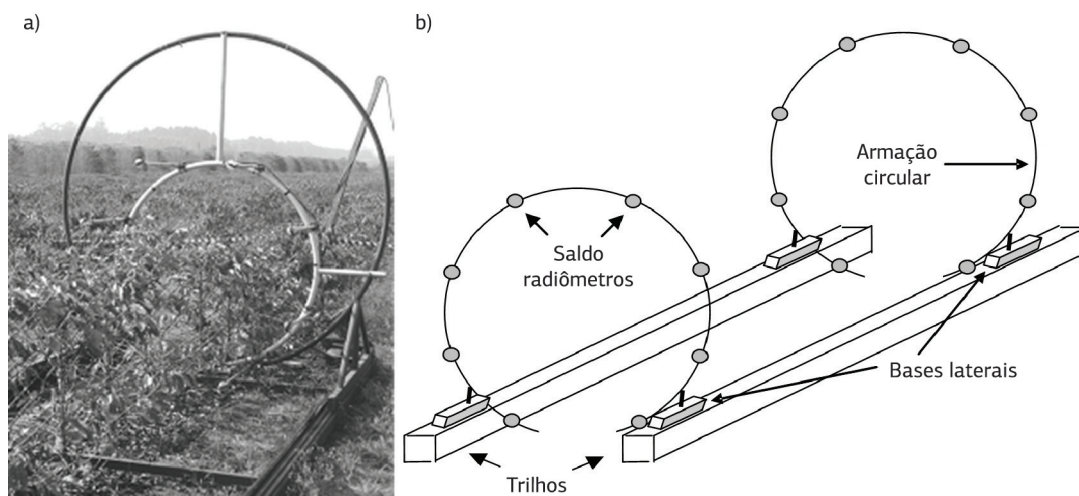 a)
b)
Armação
circular
Saldo
radiômetros
Bases laterais
Trilhos